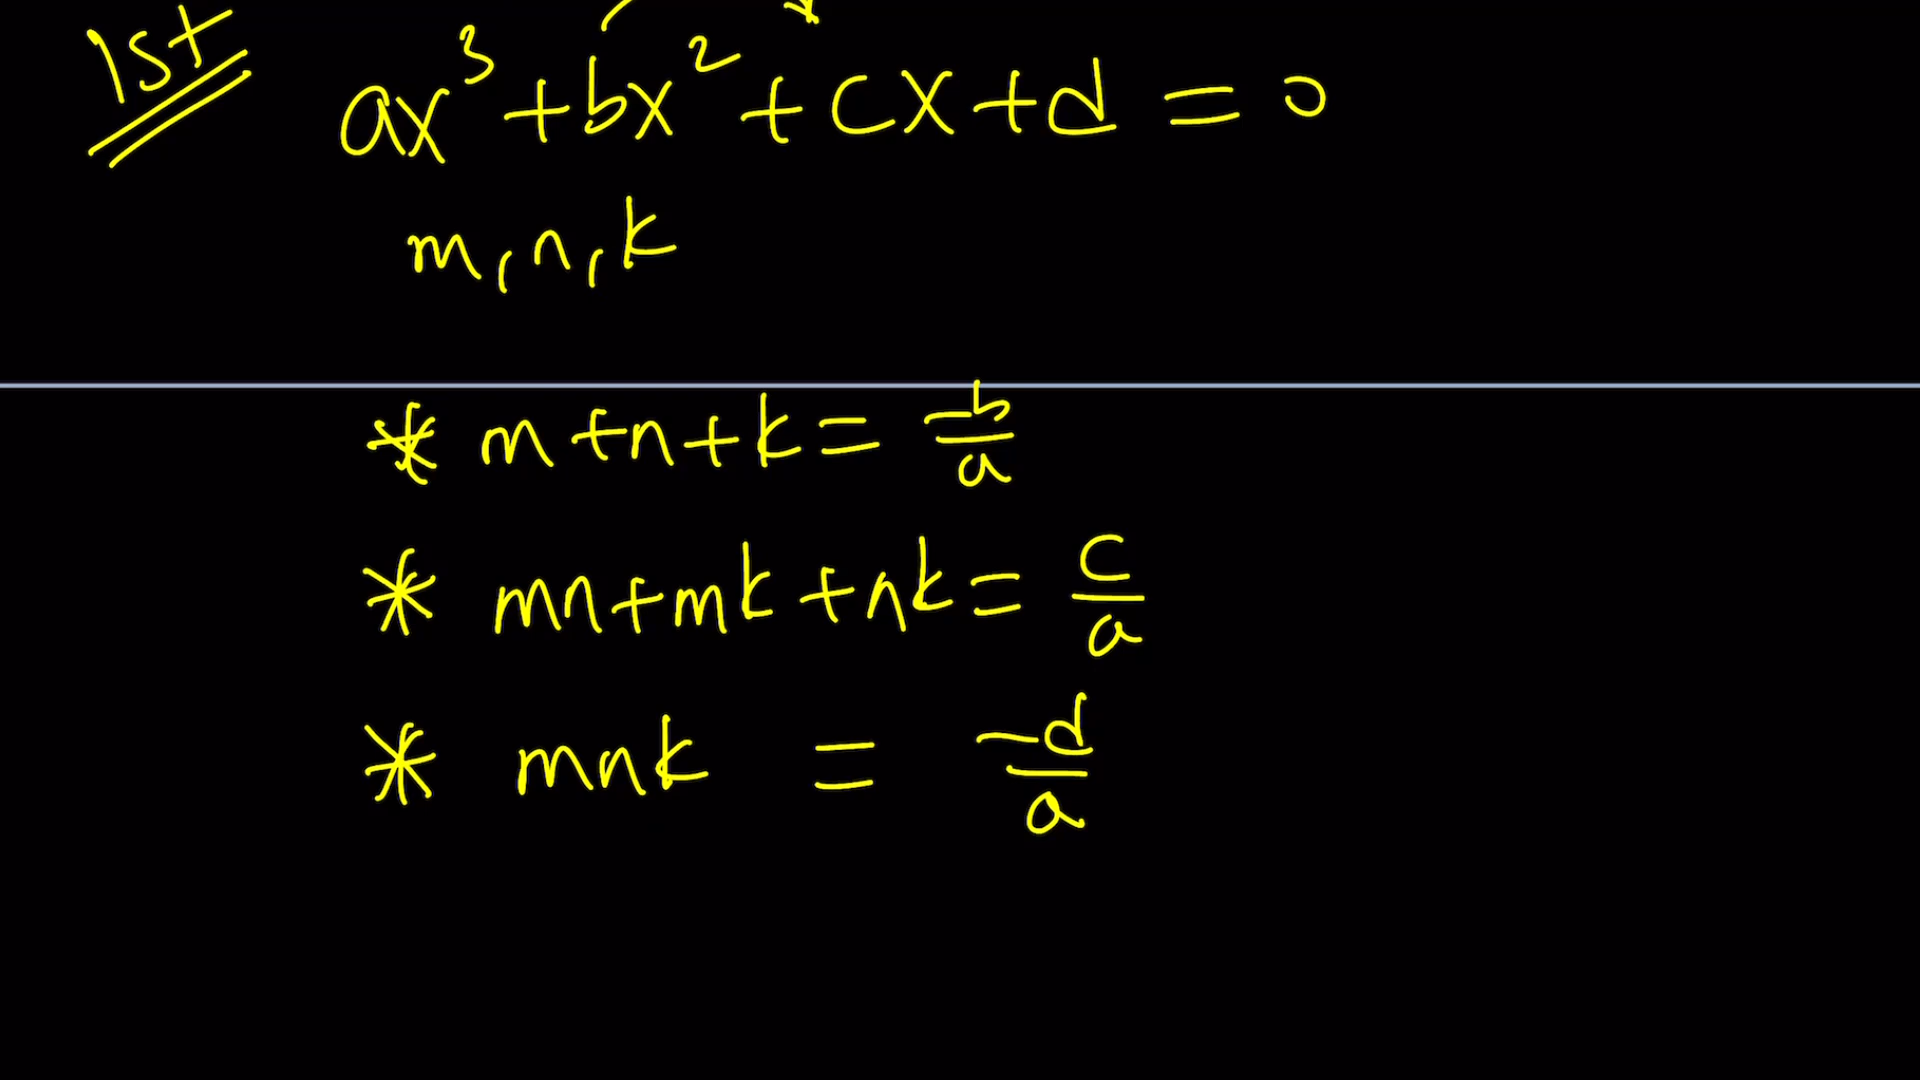 1st
ax³ + bx² + cx + d = 0
m, n, k
* m + n + k = -b/a
* mn + mk + nk = c/a
* mnk = -d/a